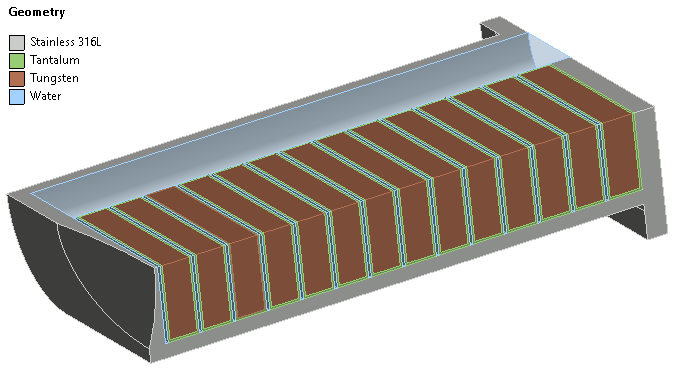 Geometry
Stainless 316L
Tantalum
Tungsten
Water